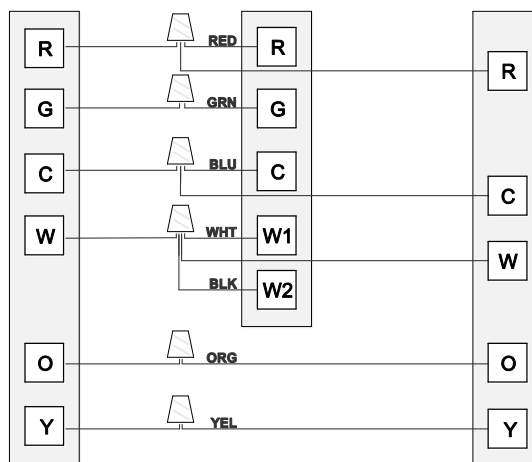 R RED R
R
G GRN G
C BLU C
C
W WHT W1
W
BLK W2
O ORG O
Y YEL Y